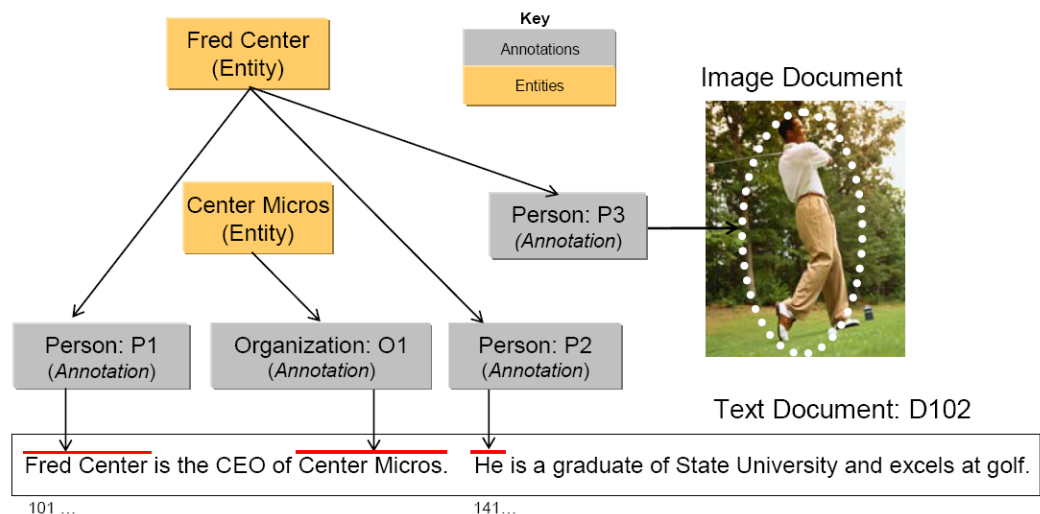 Fred Center
(Entity)
Key
Annotations
Entities
Image Document
Center Micros
(Entity)
Person: P3
(Annotation)
Person: P1
(Annotation)
Organization: O1
(Annotation)
Person: P2
(Annotation)
Text Document: D102
Fred Center is the CEO of Center Micros. He is a graduate of State University and excels at golf.
101 ...
141...